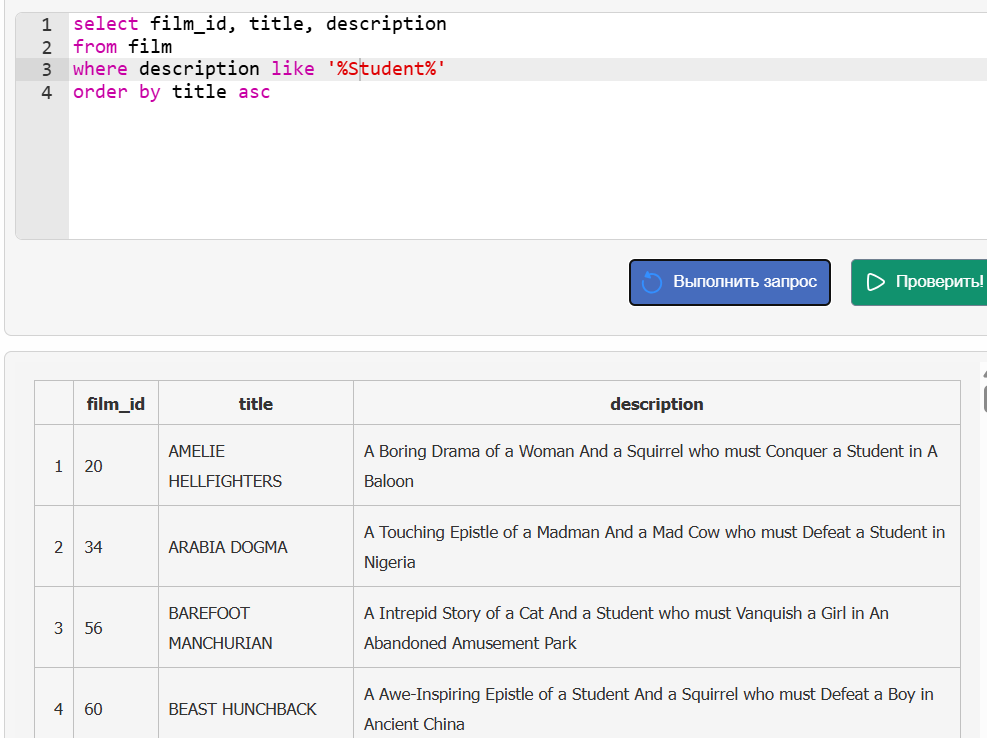 1 select film_id, title, description
2 from film
3 where description like '%Student%'
4 order by title asc
Выполнить запрос
Проверить!
film_id title description
1 20 AMELIE HELLFIGHTERS A Boring Drama of a Woman And a Squirrel who must Conquer a Student in A Baloon
2 34 ARABIA DOGMA A Touching Epistle of a Madman And a Mad Cow who must Defeat a Student in Nigeria
3 56 BAREFOOT MANCHURIAN A Intrepid Story of a Cat And a Student who must Vanquish a Girl in An Abandoned Amusement Park
4 60 BEAST HUNCHBACK A Awe-Inspiring Epistle of a Student And a Squirrel who must Defeat a Boy in Ancient China